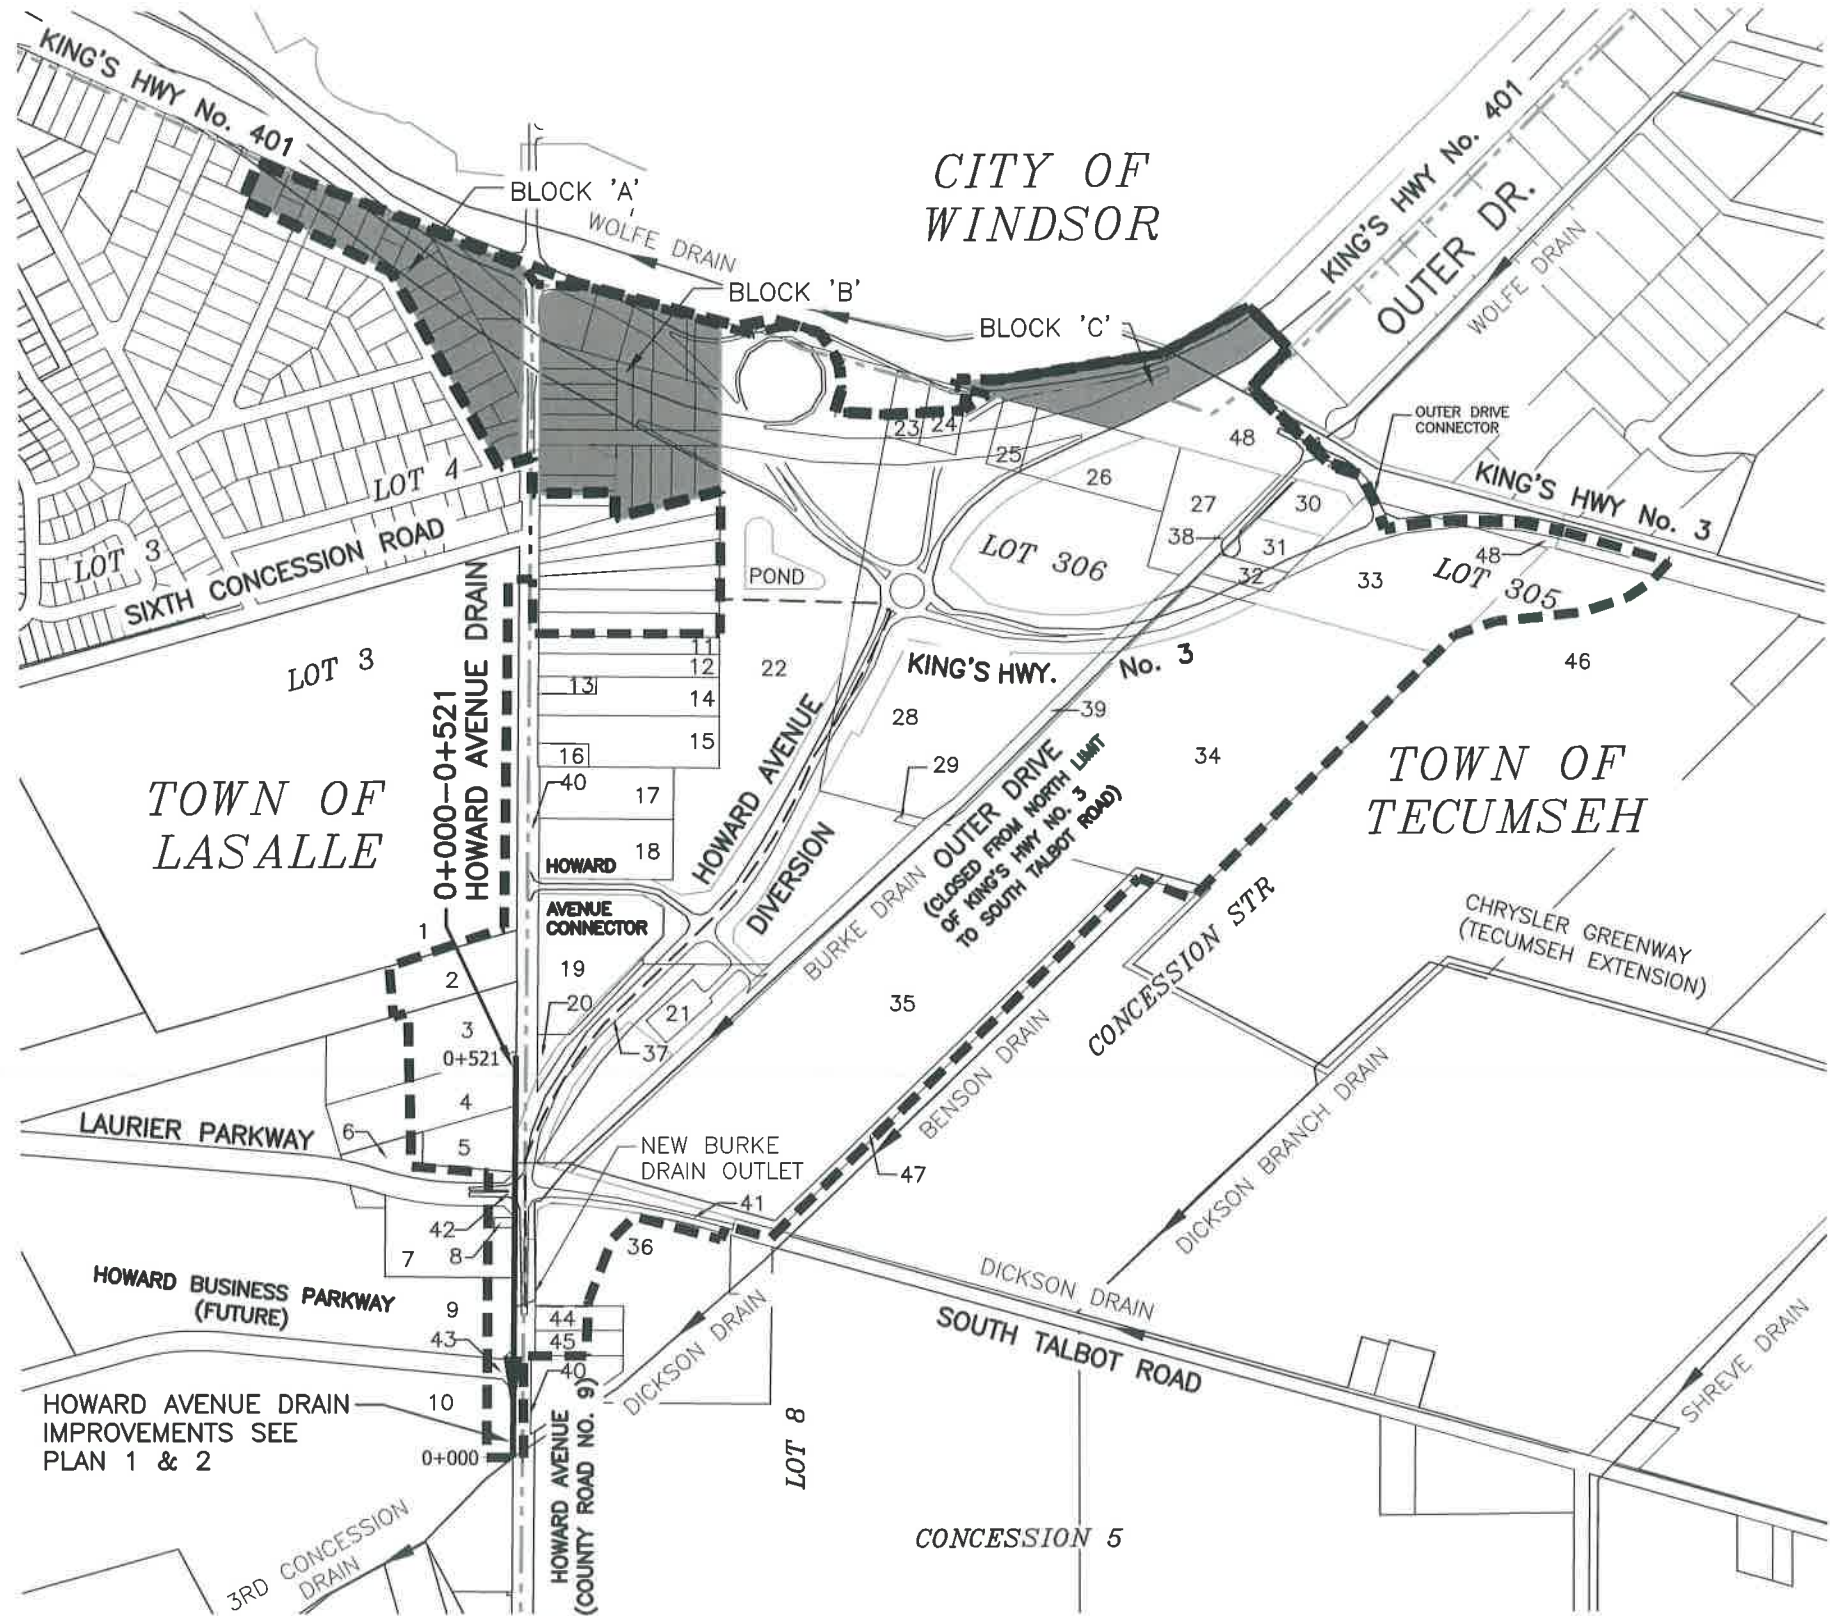 KING'S HWY No. 401
CITY OF
WINDSOR
KING'S HWY No. 401
OUTER DR.
WOLFE DRAIN
BLOCK 'A'
WOLFE DRAIN
BLOCK 'B'
BLOCK 'C'
OUTER DRIVE
CONNECTOR
KING'S HWY No. 3
23
24
25
26
48
27
30
38
31
32
33
48
LOT 306
LOT 305
LOT 4
LOT 3
SIXTH CONCESSION ROAD
LOT 3
POND
11
12
13
14
15
16
40
17
18
22
KING'S HWY. No. 3
28
29
39
34
46
0+000-0+521
HOWARD AVENUE DRAIN
TOWN OF
LASALLE
TOWN OF
TECUMSEH
HOWARD AVENUE
DIVERSION
HOWARD
AVENUE
CONNECTOR
BURKE DRAIN
OUTER DRIVE
(CLOSED FROM NORTH LIMIT
OF KING'S HWY NO. 3
TO SOUTH TALBOT ROAD)
CONCESSION STR
CHRYSLER GREENWAY
(TECUMSEH EXTENSION)
1
2
3
0+521
4
5
6
19
20
21
37
35
LAURIER PARKWAY
NEW BURKE
DRAIN OUTLET
BENSON DRAIN
47
DICKSON BRANCH DRAIN
41
36
42
8
7
HOWARD BUSINESS PARKWAY
(FUTURE)
9
43
10
44
45
40
DICKSON DRAIN
DICKSON DRAIN
SOUTH TALBOT ROAD
SHREVE DRAIN
HOWARD AVENUE DRAIN
IMPROVEMENTS SEE
PLAN 1 & 2
0+000
HOWARD AVENUE
(COUNTY ROAD NO. 9)
LOT 8
CONCESSION 5
3RD CONCESSION
DRAIN